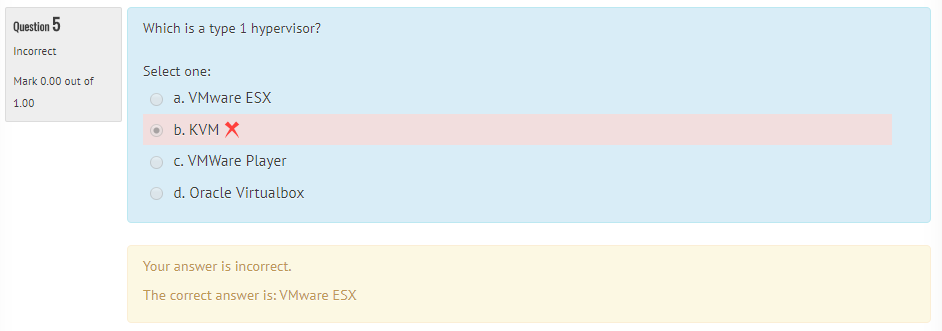 Question 5
Incorrect
Mark 0.00 out of
1.00
Which is a type 1 hypervisor?
Select one:
a. VMware ESX
b. KVM
c. VMWare Player
d. Oracle Virtualbox
Your answer is incorrect.
The correct answer is: VMware ESX